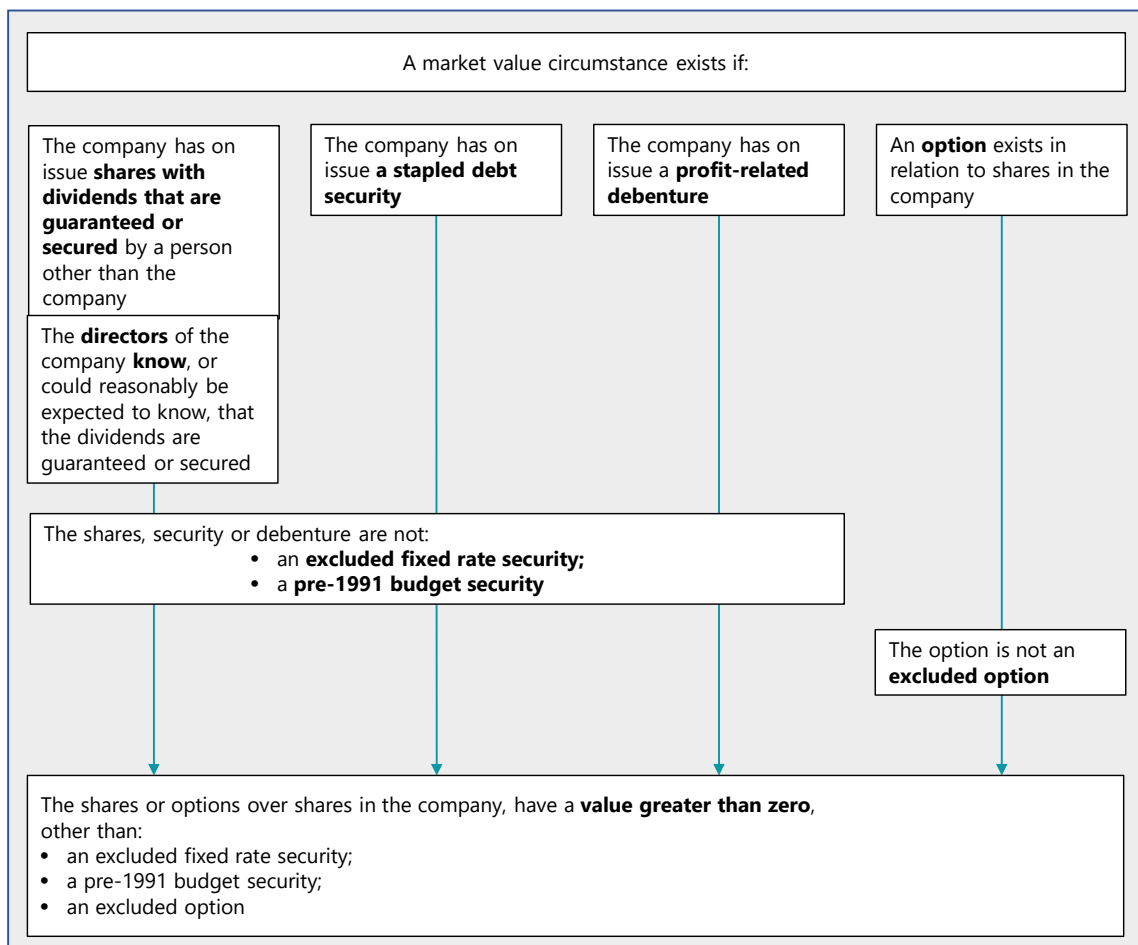 A market value circumstance exists if:
The company has on
issue shares with
dividends that are
guaranteed or
secured by a person
other than the
company
The directors of the
company know, or
could reasonably be
expected to know, that
the dividends are
guaranteed or secured
The company has on
issue a stapled debt
security
The company has on
issue a profit-related
debenture
An option exists in
relation to shares in the
company
The shares, security or debenture are not:
• an excluded fixed rate security;
• a pre-1991 budget security
The option is not an
excluded option
The shares or options over shares in the company, have a value greater than zero,
other than:
• an excluded fixed rate security;
• a pre-1991 budget security;
• an excluded option